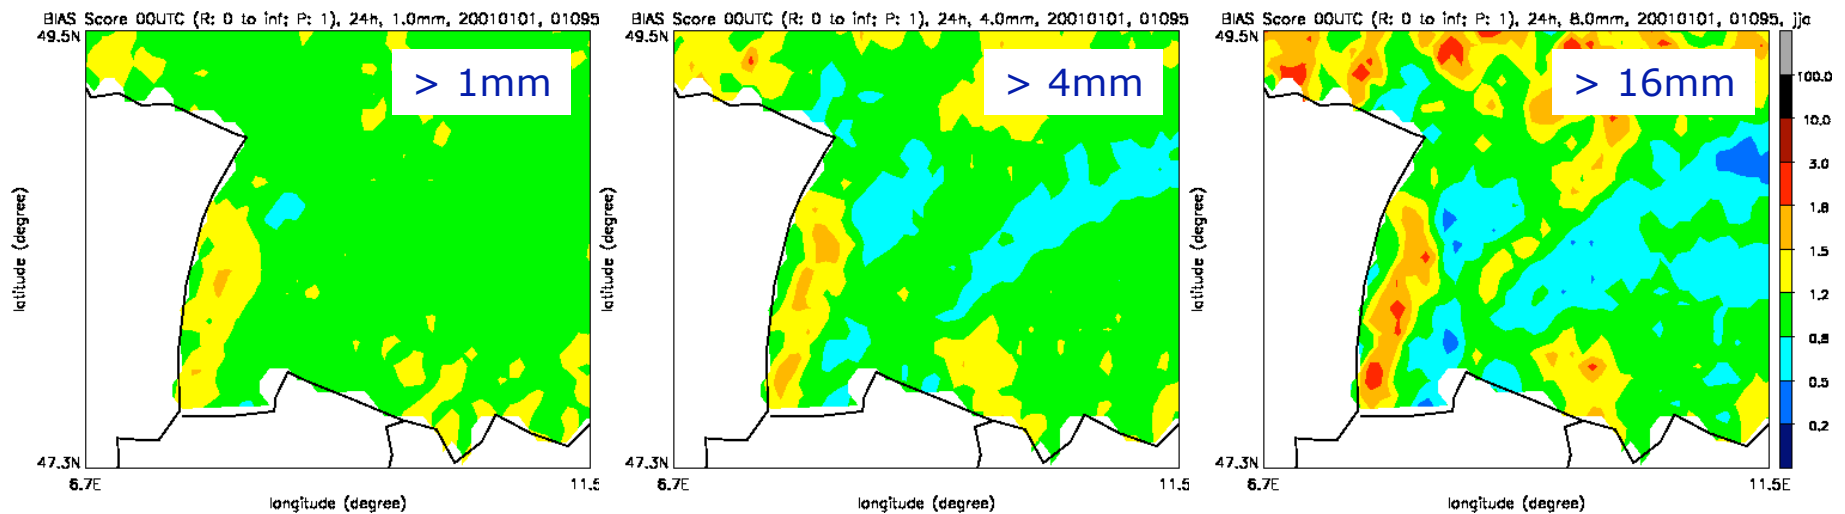 BIAS Score 00UTC (R: 0 to inf; P: 1), 24h, 1.0mm, 20010101, 01095
49.5N
> 1mm
latitude (degree)
47.3N
6.7E
11.5
longitude (degree)
BIAS Score 00UTC (R: 0 to inf; P: 1), 24h, 4.0mm, 20010101, 01095
49.5N
> 4mm
latitude (degree)
47.3N
6.7E
11.5
longitude (degree)
BIAS Score 00UTC (R: 0 to inf; P: 1), 24h, 8.0mm, 20010101, 01095, jja
49.5N
> 16mm
latitude (degree)
47.3N
6.7E
11.5E
longitude (degree)
100.0
10.0
3.0
1.8
1.5
1.2
0.8
0.5
0.2